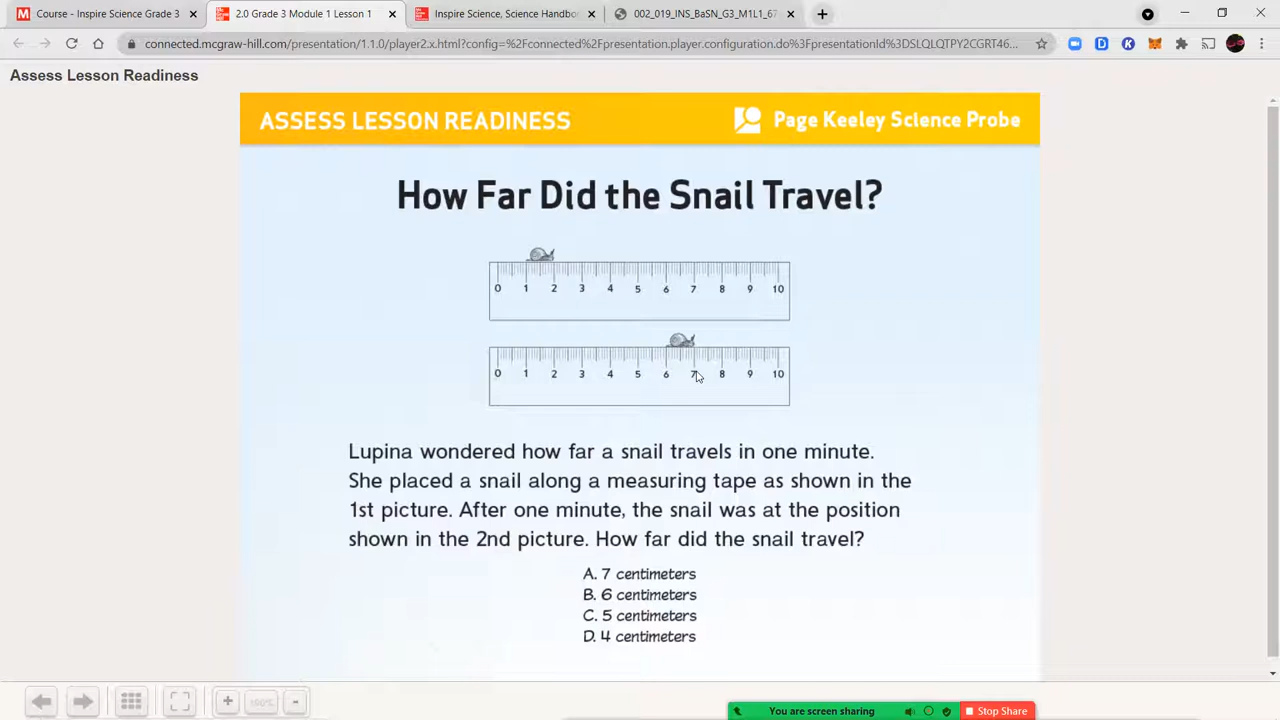 Course - Inspire Science Grade 3
2.0 Grade 3 Module 1 Lesson 1
Inspire Science, Science Handbo
002_019_INS_BaSN_G3_M1L1_67
connected.mcgraw-hill.com/presentation/1.1.0/player2.x.html?config=%2Fconnected%2Fpresentation.player.configuration.do%3FpresentationId%3DSLQLQTPY2CGRT46...
Assess Lesson Readiness
ASSESS LESSON READINESS
Page Keeley Science Probe
How Far Did the Snail Travel?
0 1 2 3 4 5 6 7 8 9 10
0 1 2 3 4 5 6 7 8 9 10
Lupina wondered how far a snail travels in one minute.
She placed a snail along a measuring tape as shown in the
1st picture. After one minute, the snail was at the position
shown in the 2nd picture. How far did the snail travel?
A. 7 centimeters
B. 6 centimeters
C. 5 centimeters
D. 4 centimeters
100%
You are screen sharing
Stop Share